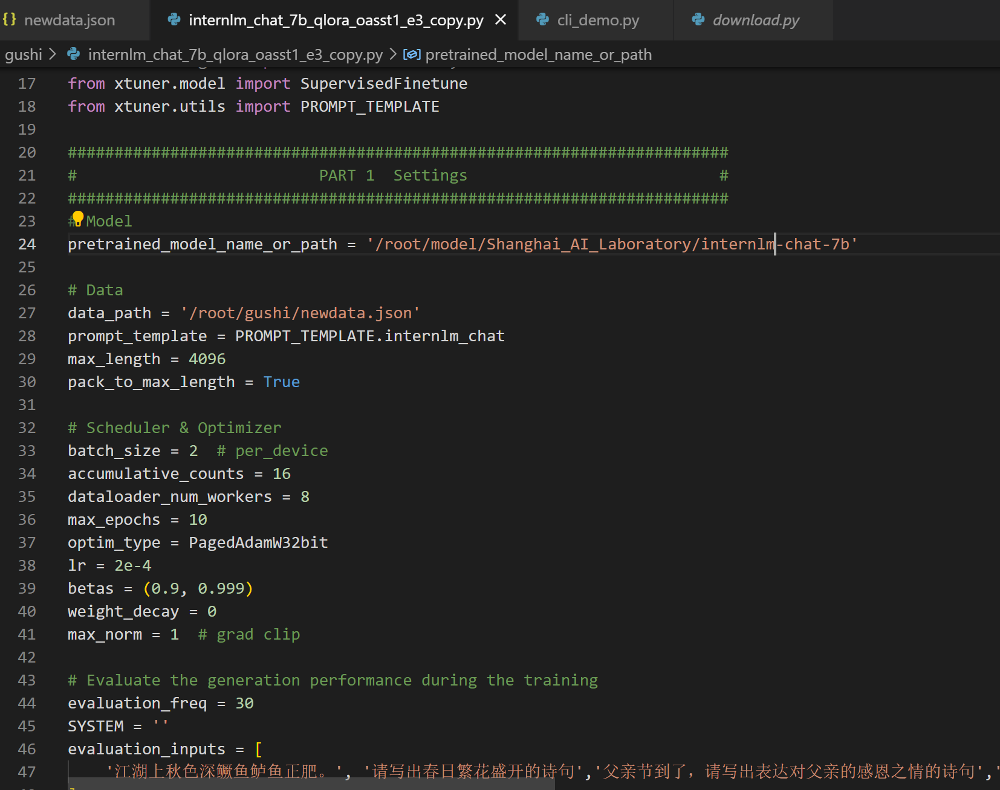 {} newdata.json internlm_chat_7b_qlora_oasst1_e3_copy.py × cli_demo.py download.py
gushi > internlm_chat_7b_qlora_oasst1_e3_copy.py > pretrained_model_name_or_path
17 from xtuner.model import SupervisedFinetune
18 from xtuner.utils import PROMPT_TEMPLATE
19
20 #######################################################################
21 #                          PART 1  Settings                           #
22 #######################################################################
23 # Model
24 pretrained_model_name_or_path = '/root/model/Shanghai_AI_Laboratory/internlm-chat-7b'
25
26 # Data
27 data_path = '/root/gushi/newdata.json'
28 prompt_template = PROMPT_TEMPLATE.internlm_chat
29 max_length = 4096
30 pack_to_max_length = True
31
32 # Scheduler & Optimizer
33 batch_size = 2  # per_device
34 accumulative_counts = 16
35 dataloader_num_workers = 8
36 max_epochs = 10
37 optim_type = PagedAdamW32bit
38 lr = 2e-4
39 betas = (0.9, 0.999)
40 weight_decay = 0
41 max_norm = 1  # grad clip
42
43 # Evaluate the generation performance during the training
44 evaluation_freq = 30
45 SYSTEM = ''
46 evaluation_inputs = [
47     '江湖上秋色深鳜鱼鲈鱼正肥。', '请写出春日繁花盛开的诗句','父亲节到了，请写出表达对父亲的感恩之情的诗句','